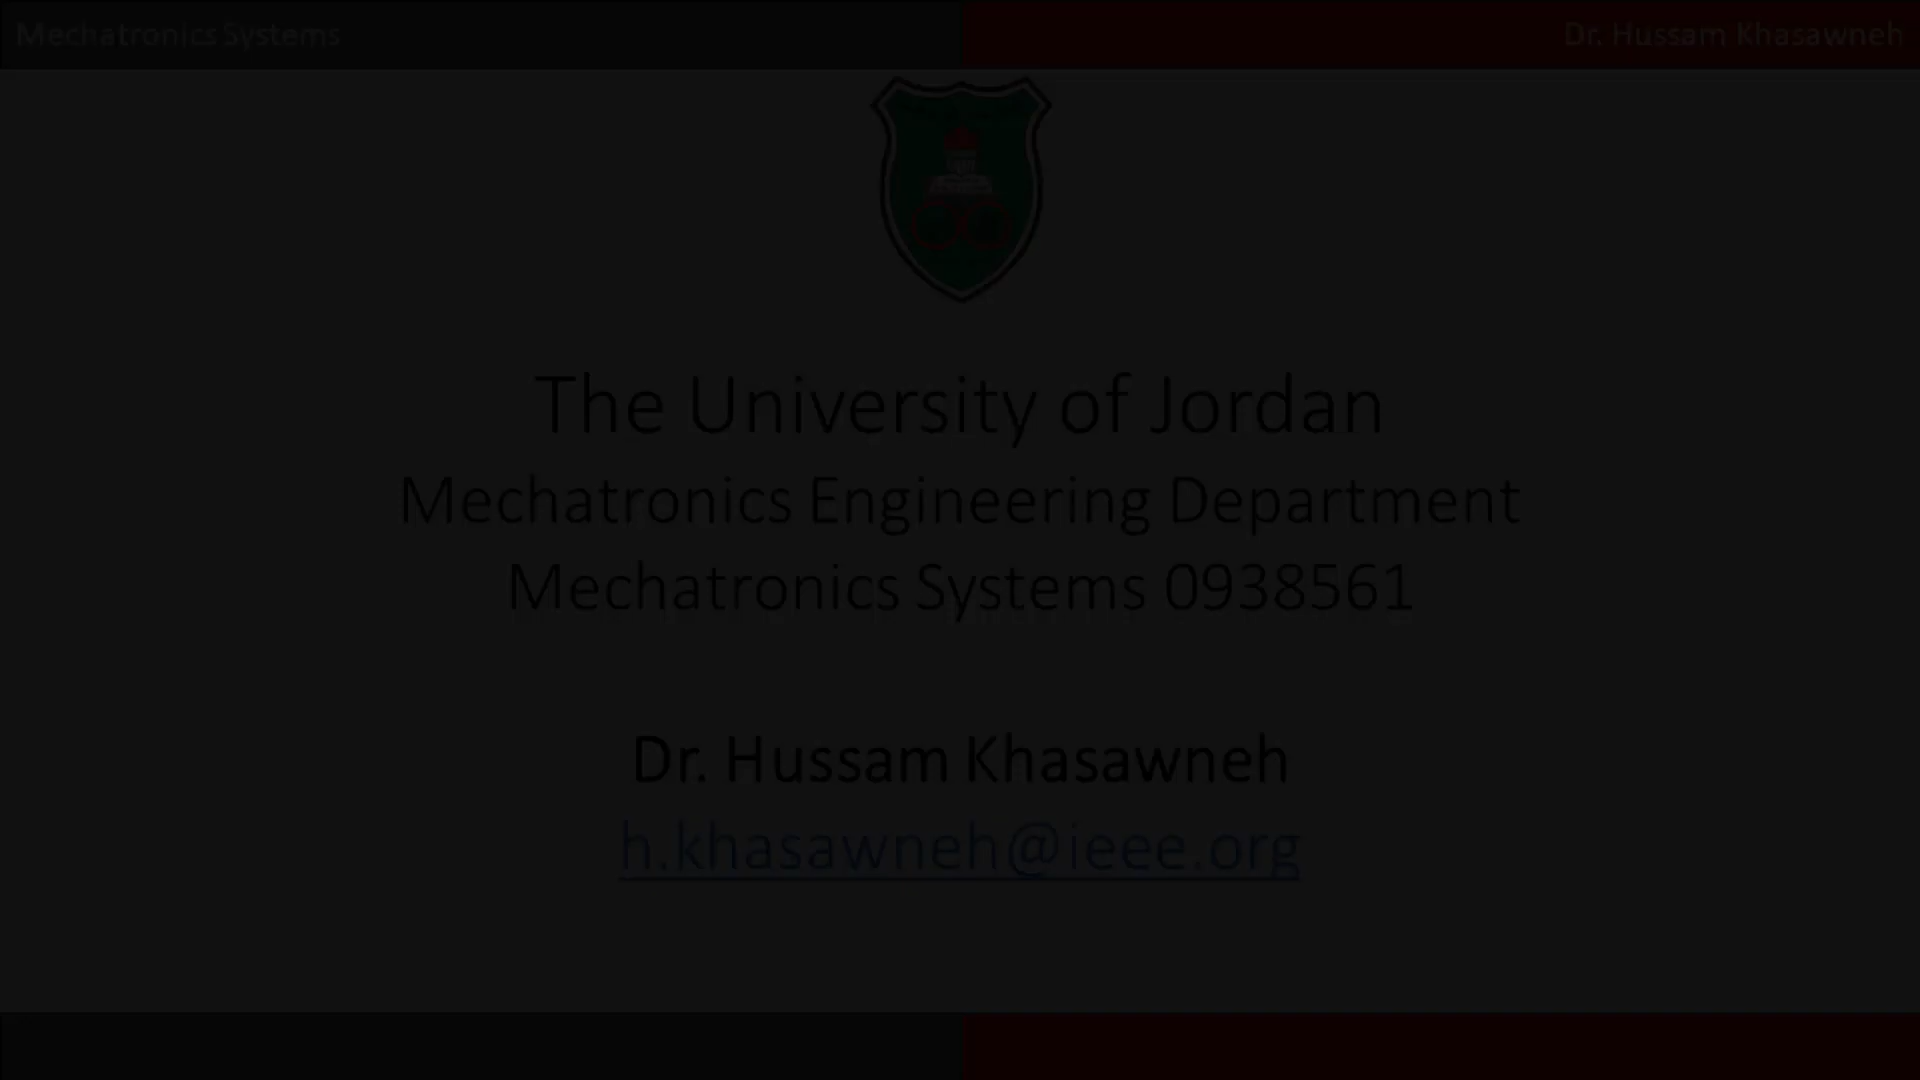 Mechatronics Systems
Dr. Hussam Khasawneh
The University of Jordan
Mechatronics Engineering Department
Mechatronics Systems 0938561
Dr. Hussam Khasawneh
h.khasawneh@ieee.org